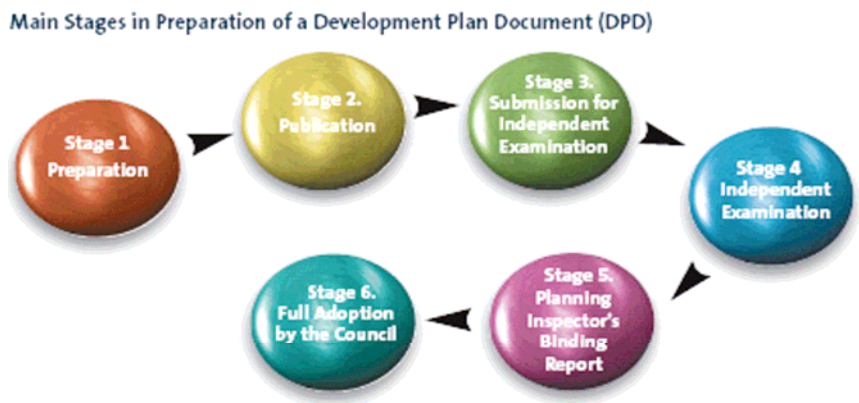 Main Stages in Preparation of a Development Plan Document (DPD)
Stage 1
Preparation
Stage 2.
Publication
Stage 3.
Submission for
Independent
Examination
Stage 4
Independent
Examination
Stage 5.
Planning
Inspector's
Binding
Report
Stage 6.
Full Adoption
by the Council